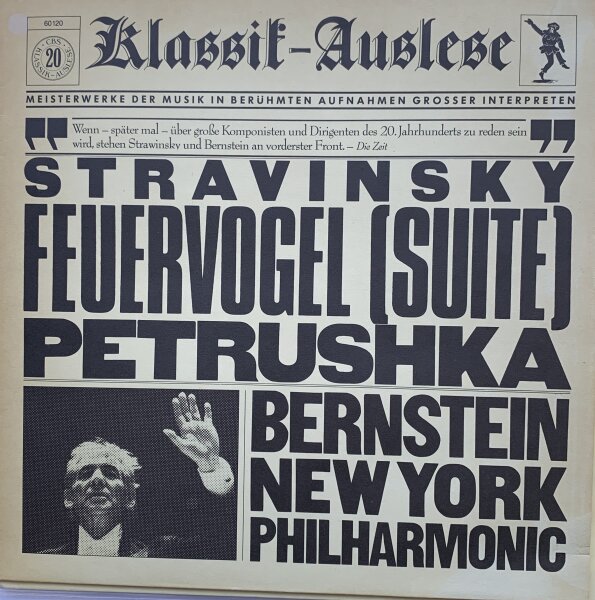 60120
CBS
20
KLASSIK-AUSLESE
Klassik-Auslese
MEISTERWERKE DER MUSIK IN BERÜHMTEN AUFNAHMEN GROSSER INTERPRETEN
"Wenn – später mal – über große Komponisten und Dirigenten des 20. Jahrhunderts zu reden sein
wird, stehen Strawinsky und Bernstein an vorderster Front. – Die Zeit"
STRAVINSKY
FEUERVOGEL (SUITE)
PETRUSHKA
BERNSTEIN
NEW YORK
PHILHARMONIC